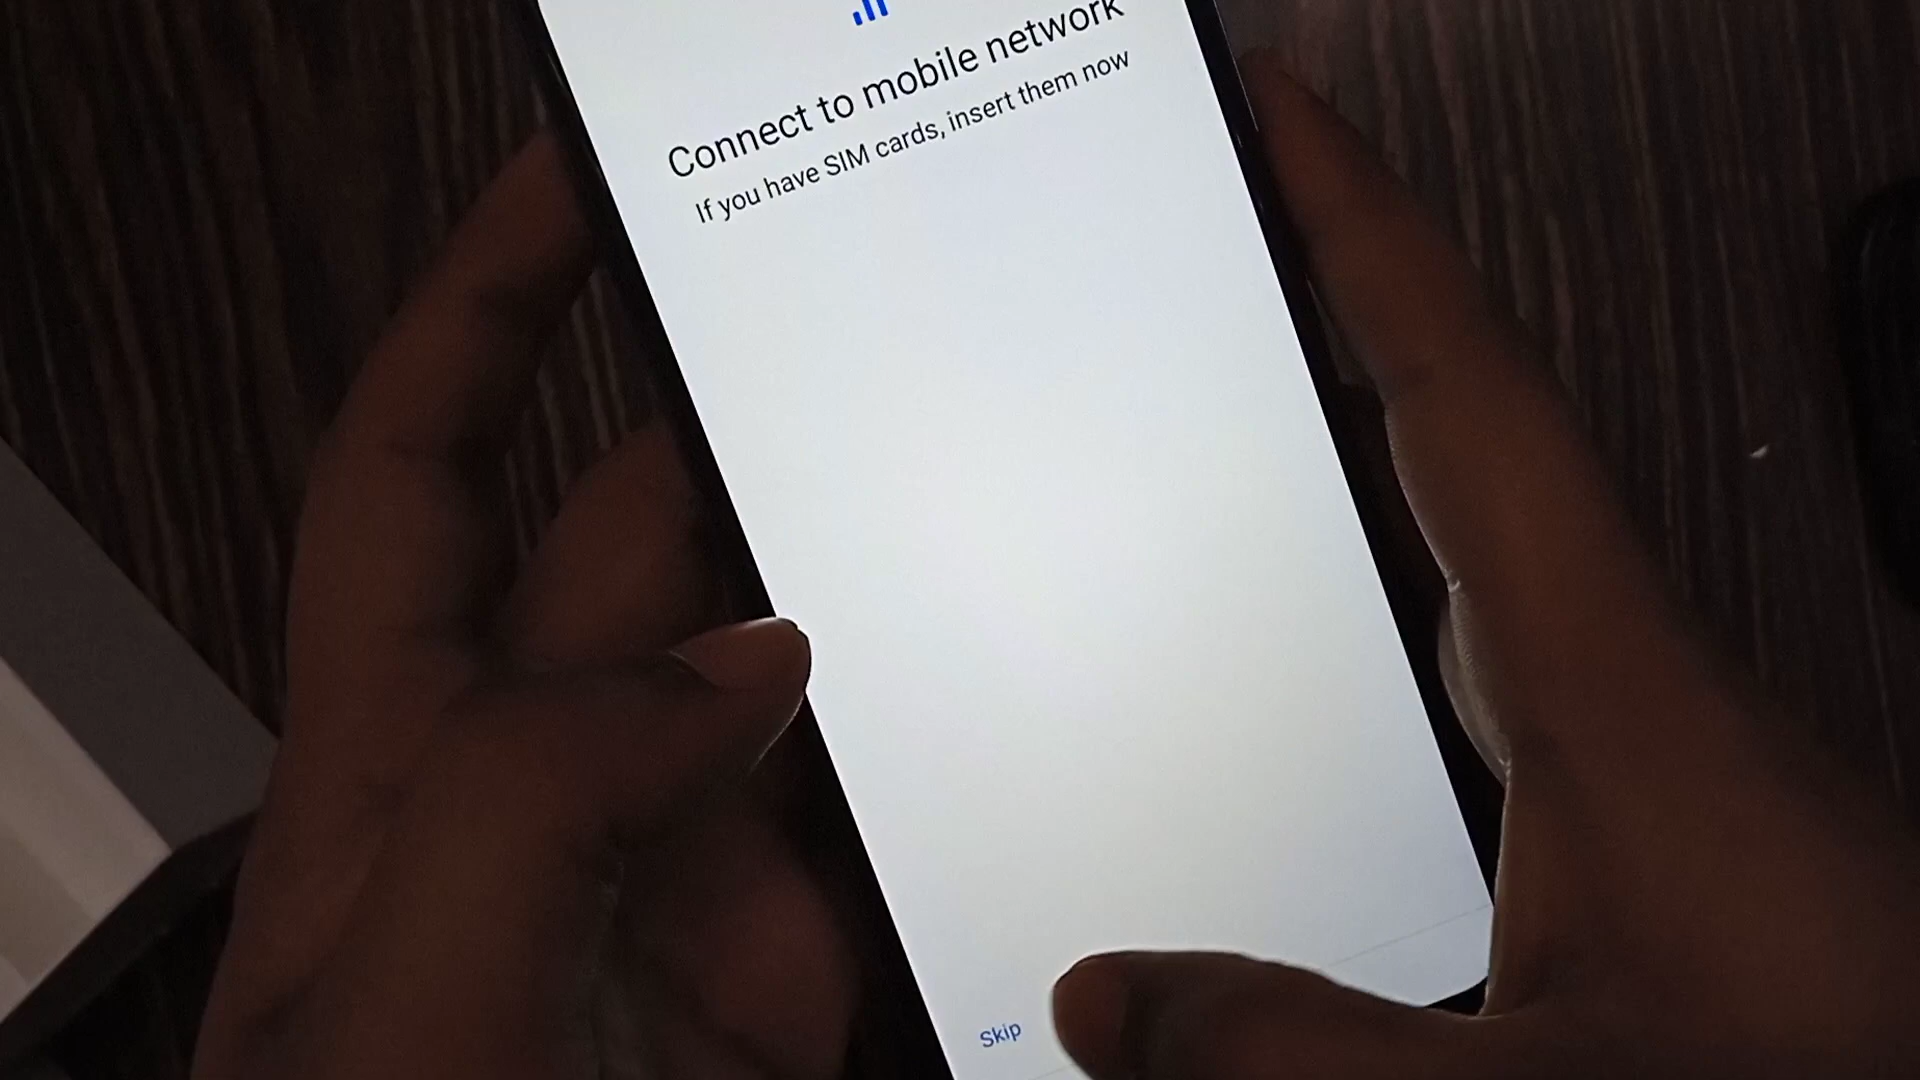 Connect to mobile network
If you have SIM cards, insert them now
Skip